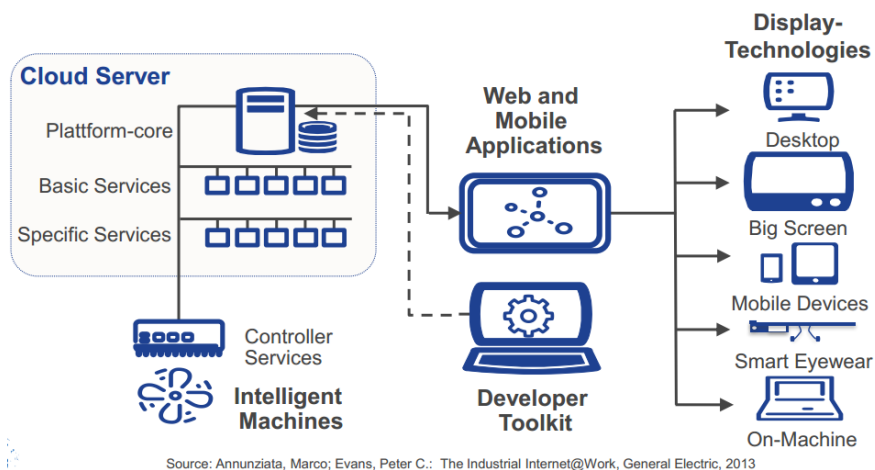 Cloud Server
Plattform-core
Basic Services
Specific Services
Controller
Services
Intelligent
Machines
Web and
Mobile
Applications
Developer
Toolkit
Display-
Technologies
Desktop
Big Screen
Mobile Devices
Smart Eyewear
On-Machine
Source: Annunziata, Marco; Evans, Peter C.: The Industrial Internet@Work, General Electric, 2013